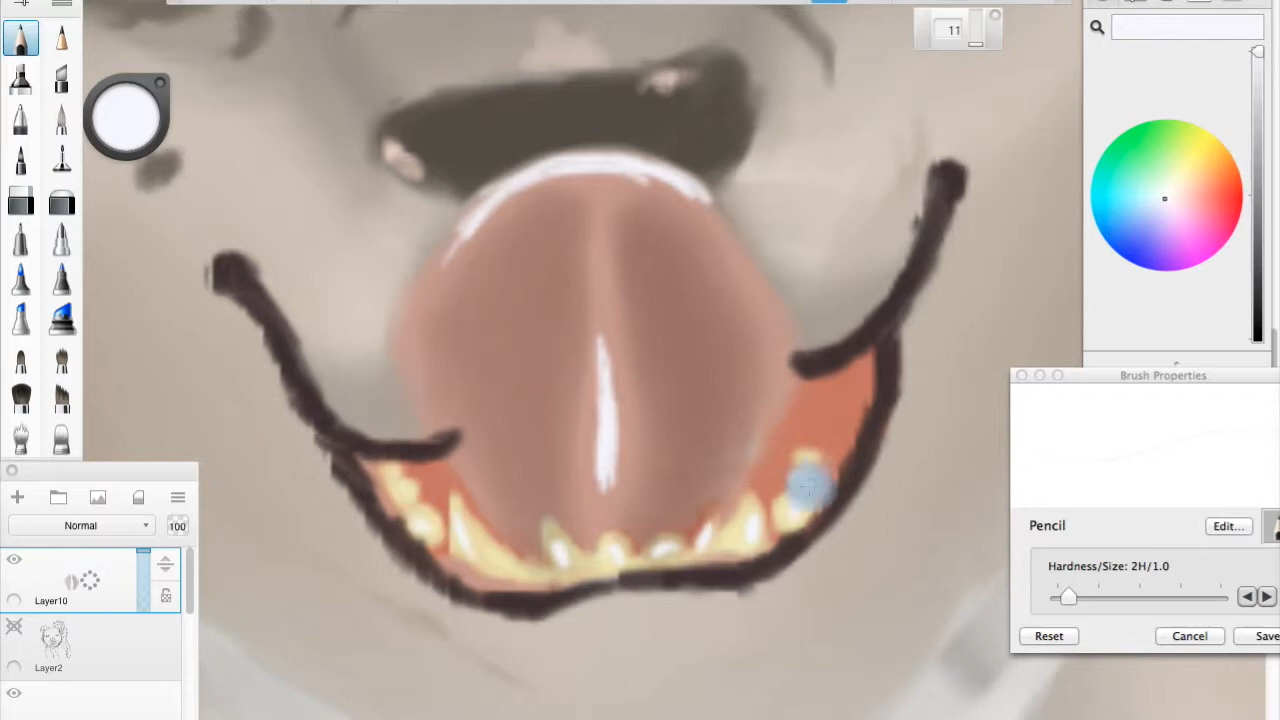 11
Normal
100
Layer10
Layer2
Brush Properties
Pencil
Edit...
Hardness/Size: 2H/1.0
Reset
Cancel
Save